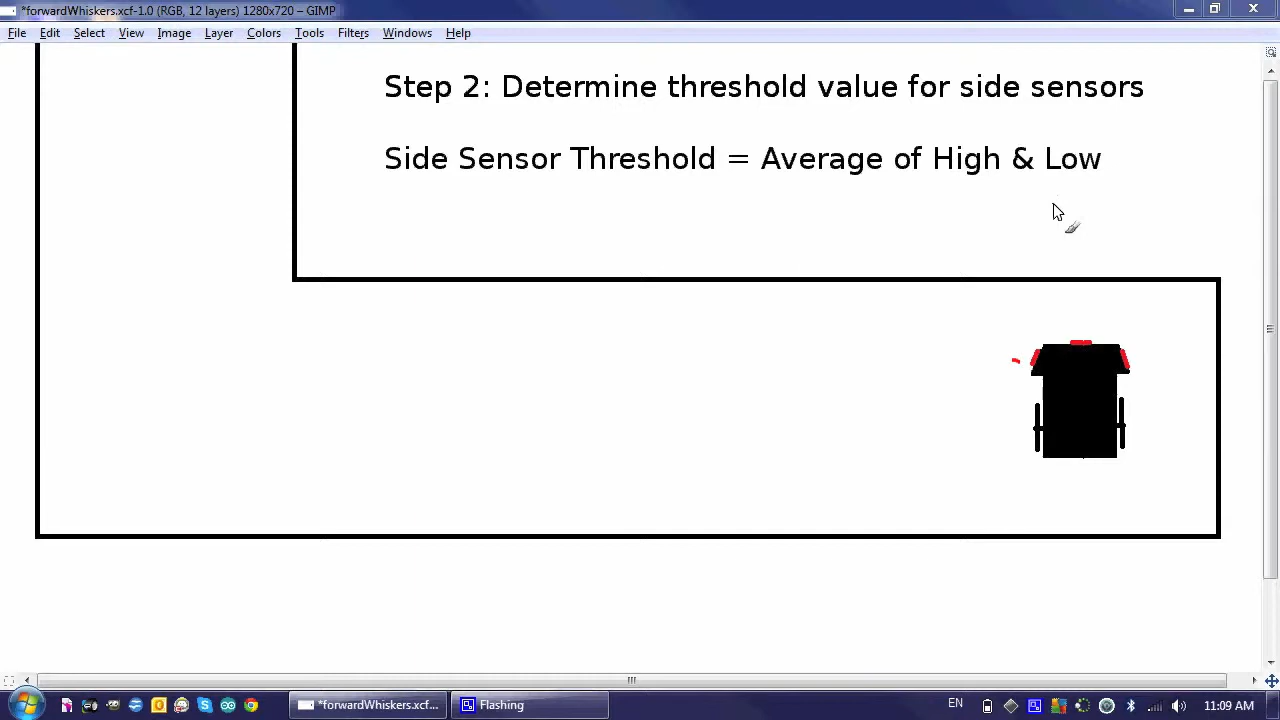 *forwardWhiskers.xcf-1.0 (RGB, 12 layers) 1280x720 – GIMP
File Edit Select View Image Layer Colors Tools Filters Windows Help
Step 2: Determine threshold value for side sensors
Side Sensor Threshold = Average of High & Low
*forwardWhiskers.xcf... Flashing EN 11:09 AM